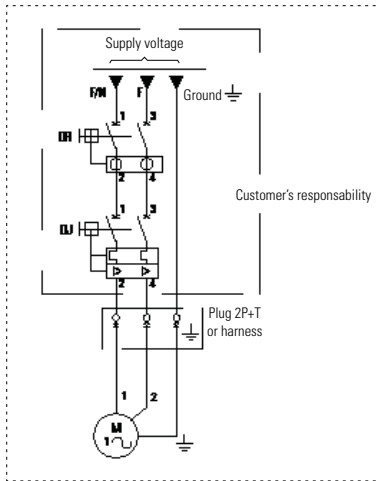 Supply voltage
F/N F Ground
1 3
DR
2 4
Customer's responsability
1 3
DJ
2 4
Plug 2P+T
or harness
1 2
M
1